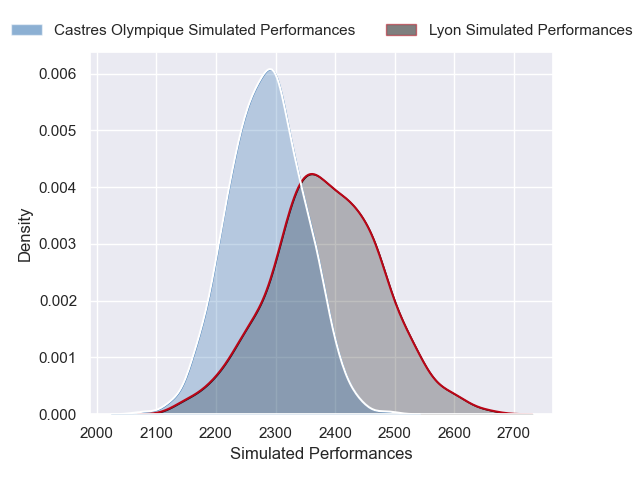 Castres Olympique Simulated Performances Lyon Simulated Performances
0.006
0.005
0.004
0.003
0.002
0.001
0.000
Density
2000 2100 2200 2300 2400 2500 2600 2700
Simulated Performances